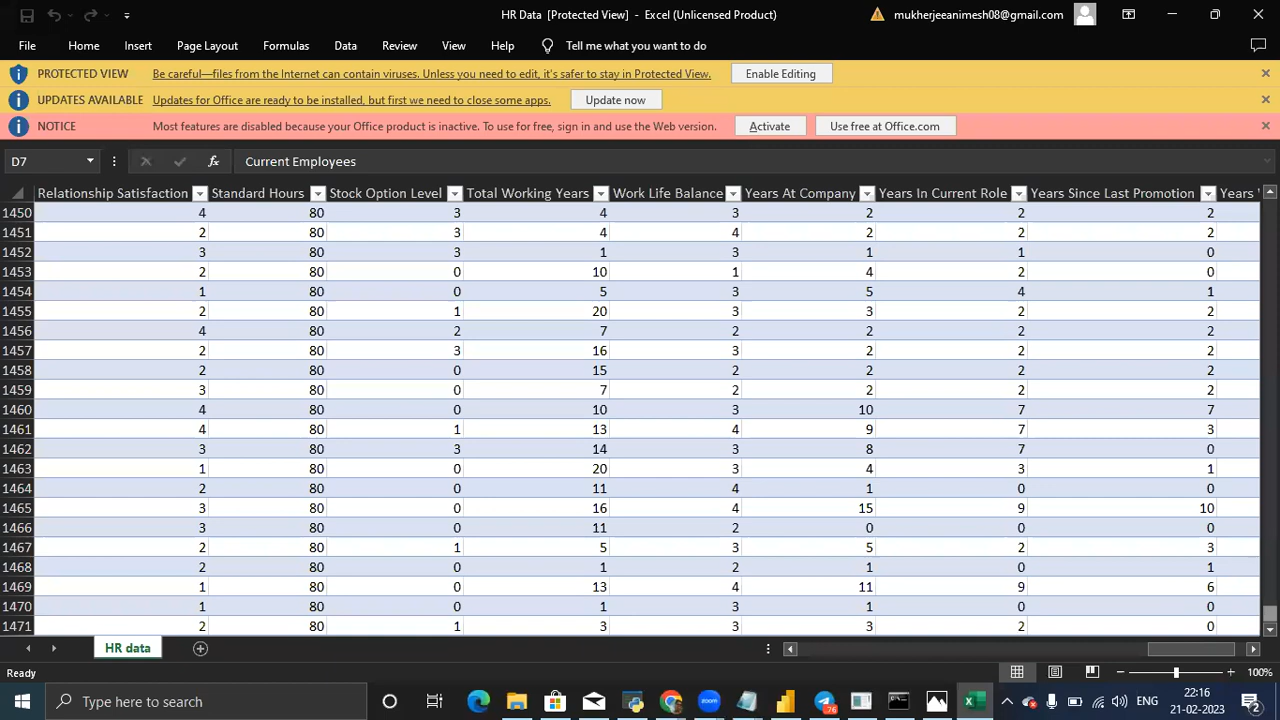 HR Data  [Protected View]  -  Excel (Unlicensed Product)
mukherjeeanimesh08@gmail.com
File Home Insert Page Layout Formulas Data Review View Help Tell me what you want to do
PROTECTED VIEW Be careful—files from the Internet can contain viruses. Unless you need to edit, it's safer to stay in Protected View. Enable Editing
UPDATES AVAILABLE Updates for Office are ready to be installed, but first we need to close some apps. Update now
NOTICE Most features are disabled because your Office product is inactive. To use for free, sign in and use the Web version. Activate Use free at Office.com
D7 fx Current Employees
Relationship Satisfaction Standard Hours Stock Option Level Total Working Years Work Life Balance Years At Company Years In Current Role Years Since Last Promotion Years
1450 4 80 3 4 3 2 2 2
1451 2 80 3 4 4 2 2 2
1452 3 80 3 1 3 1 1 0
1453 2 80 0 10 1 4 2 0
1454 1 80 0 5 3 5 4 1
1455 2 80 1 20 3 3 2 2
1456 4 80 2 7 2 2 2 2
1457 2 80 3 16 3 2 2 2
1458 2 80 0 15 2 2 2 2
1459 3 80 0 7 2 2 2 2
1460 4 80 0 10 3 10 7 7
1461 4 80 1 13 4 9 7 3
1462 3 80 3 14 3 8 7 0
1463 1 80 0 20 3 4 3 1
1464 2 80 0 11 4 1 0 0
1465 3 80 0 16 4 15 9 10
1466 3 80 0 11 2 0 0 0
1467 2 80 1 5 3 5 2 3
1468 2 80 0 1 2 1 0 1
1469 1 80 0 13 4 11 9 6
1470 1 80 0 1 3 1 0 0
1471 2 80 1 3 3 3 2 0
HR data
Ready 100%
Type here to search zoom 76 ENG 22:16
21-02-2023 2